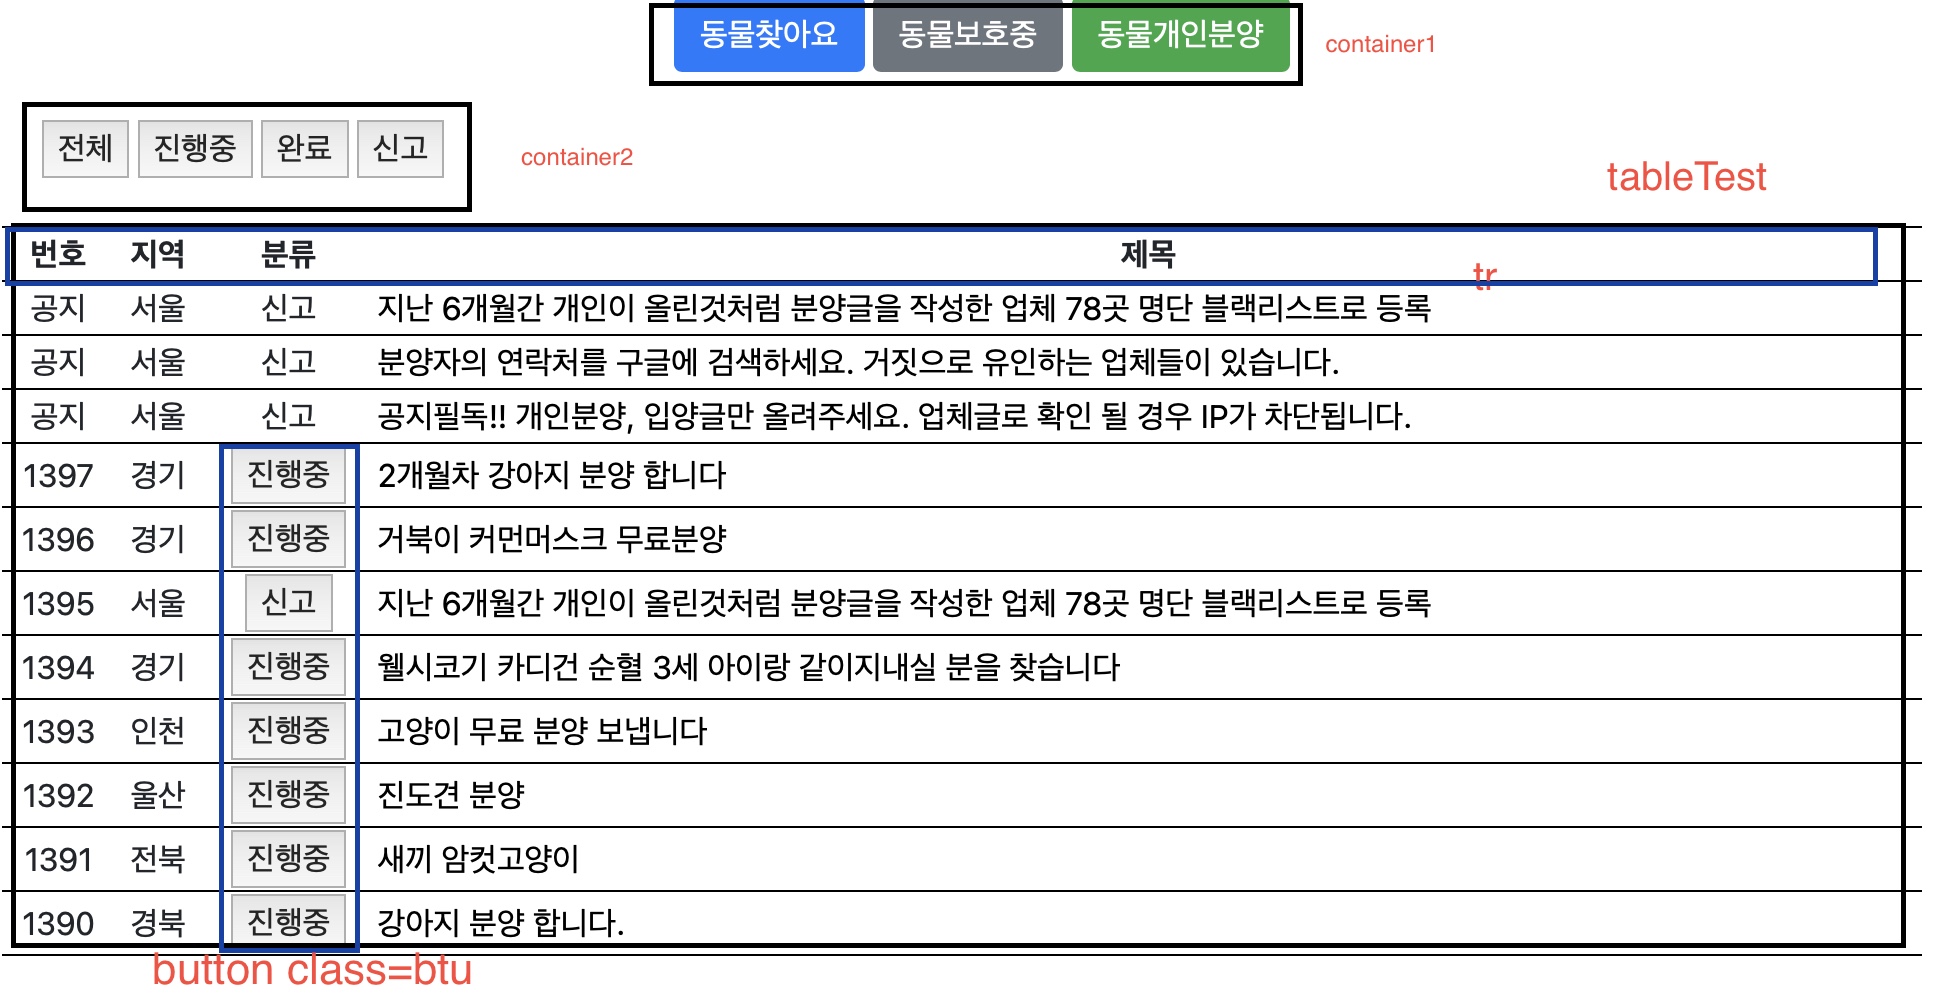 동물찾아요 동물보호중 동물개인분양 container1
전체 진행중 완료 신고 container2
tableTest
번호 지역 분류 제목
tr
공지 서울 신고 지난 6개월간 개인이 올린것처럼 분양글을 작성한 업체 78곳 명단 블랙리스트로 등록
공지 서울 신고 분양자의 연락처를 구글에 검색하세요. 거짓으로 유인하는 업체들이 있습니다.
공지 서울 신고 공지필독!! 개인분양, 입양글만 올려주세요. 업체글로 확인 될 경우 IP가 차단됩니다.
1397 경기 진행중 2개월차 강아지 분양 합니다
1396 경기 진행중 거북이 커먼머스크 무료분양
1395 서울 신고 지난 6개월간 개인이 올린것처럼 분양글을 작성한 업체 78곳 명단 블랙리스트로 등록
1394 경기 진행중 웰시코기 카디건 순혈 3세 아이랑 같이지내실 분을 찾습니다
1393 인천 진행중 고양이 무료 분양 보냅니다
1392 울산 진행중 진도견 분양
1391 전북 진행중 새끼 암컷고양이
1390 경북 진행중 강아지 분양 합니다.
button class=btu